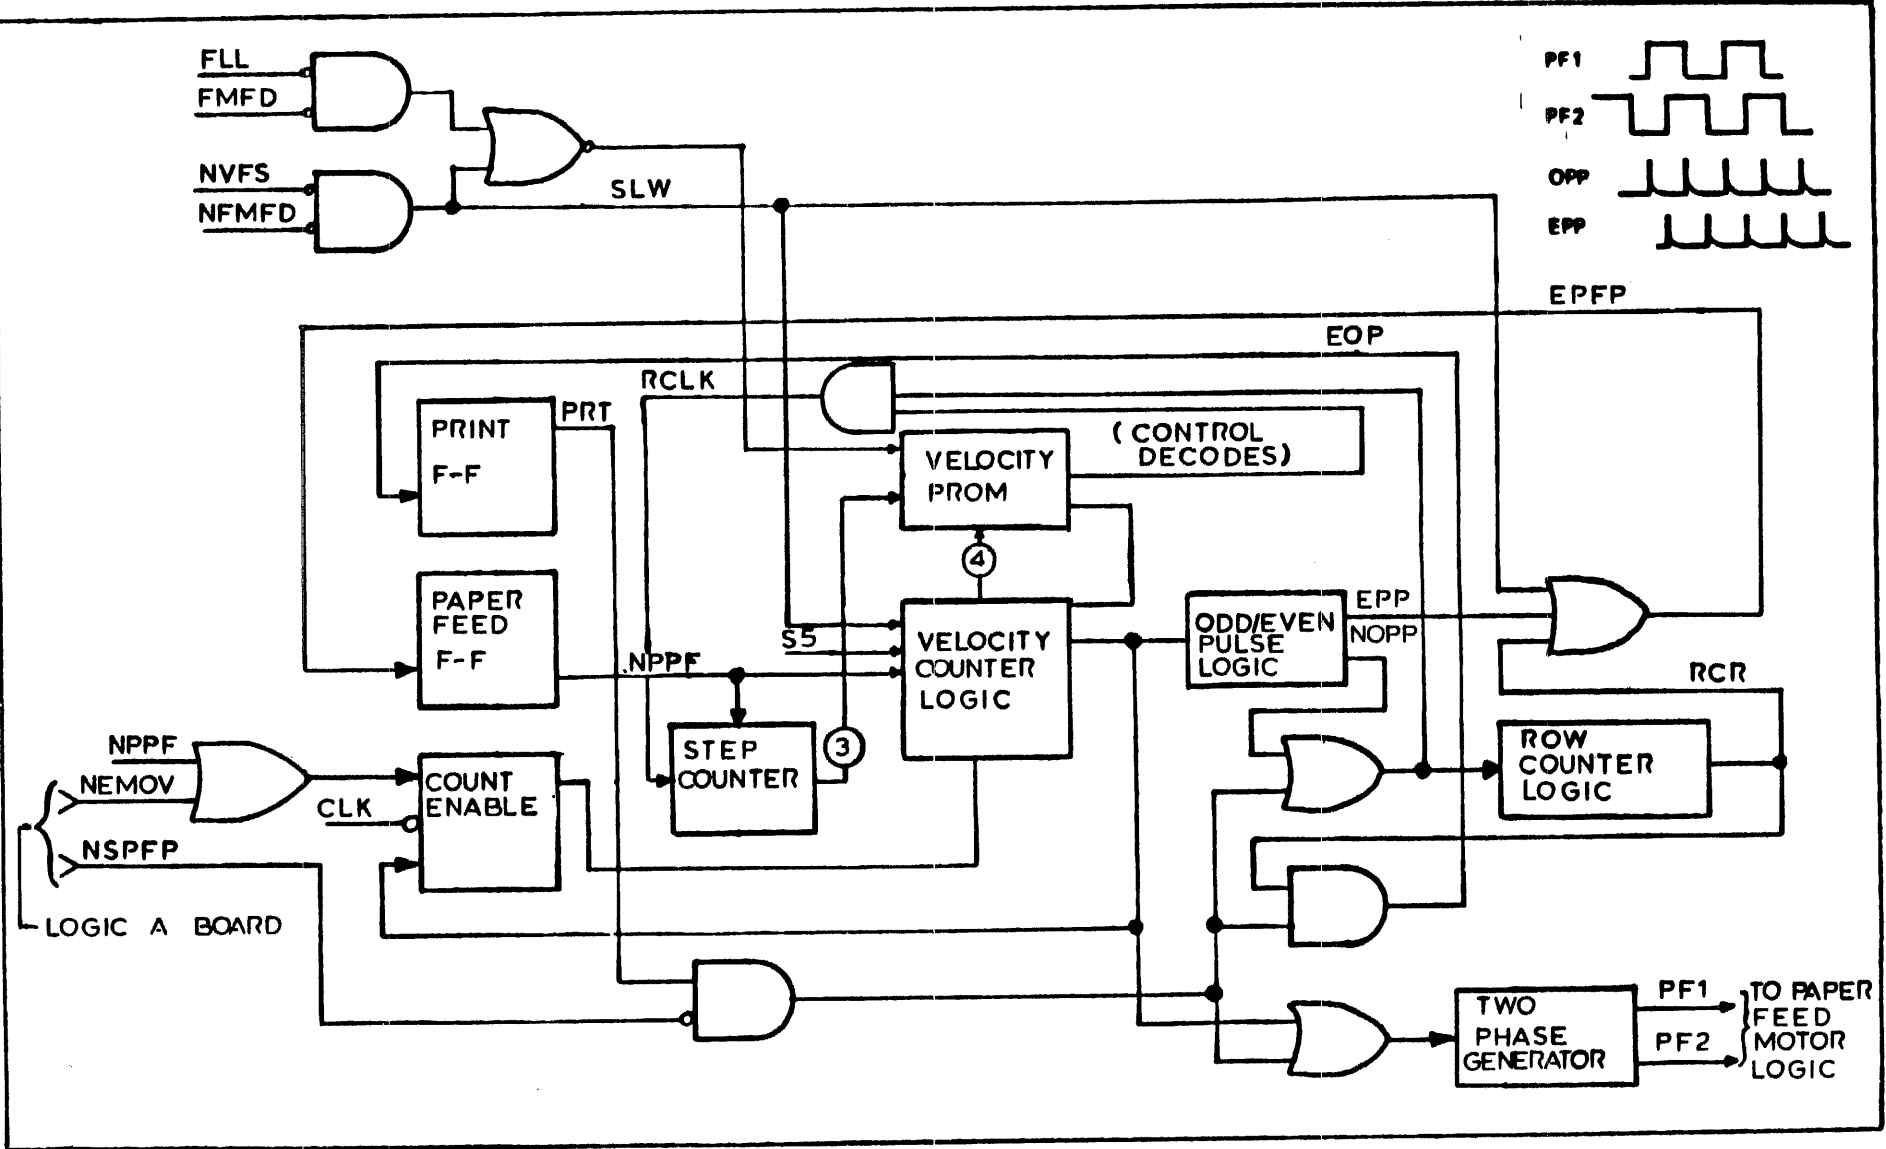 FLL
FMFD
NVFS
NFMFD
SLW
PF1
PF2
OPP
EPP
EPFP
EOP
RCLK
PRINT
F-F
PRT
VELOCITY
PROM
(CONTROL
DECODES)
4
PAPER
FEED
F-F
NPPF
S5
VELOCITY
COUNTER
LOGIC
ODD/EVEN
PULSE
LOGIC
EPP
NOPP
RCR
STEP
COUNTER
3
ROW
COUNTER
LOGIC
NPPF
NEMOV
CLK
NSPFP
COUNT
ENABLE
LOGIC A BOARD
TWO
PHASE
GENERATOR
PF1
PF2
TO PAPER
FEED
MOTOR
LOGIC